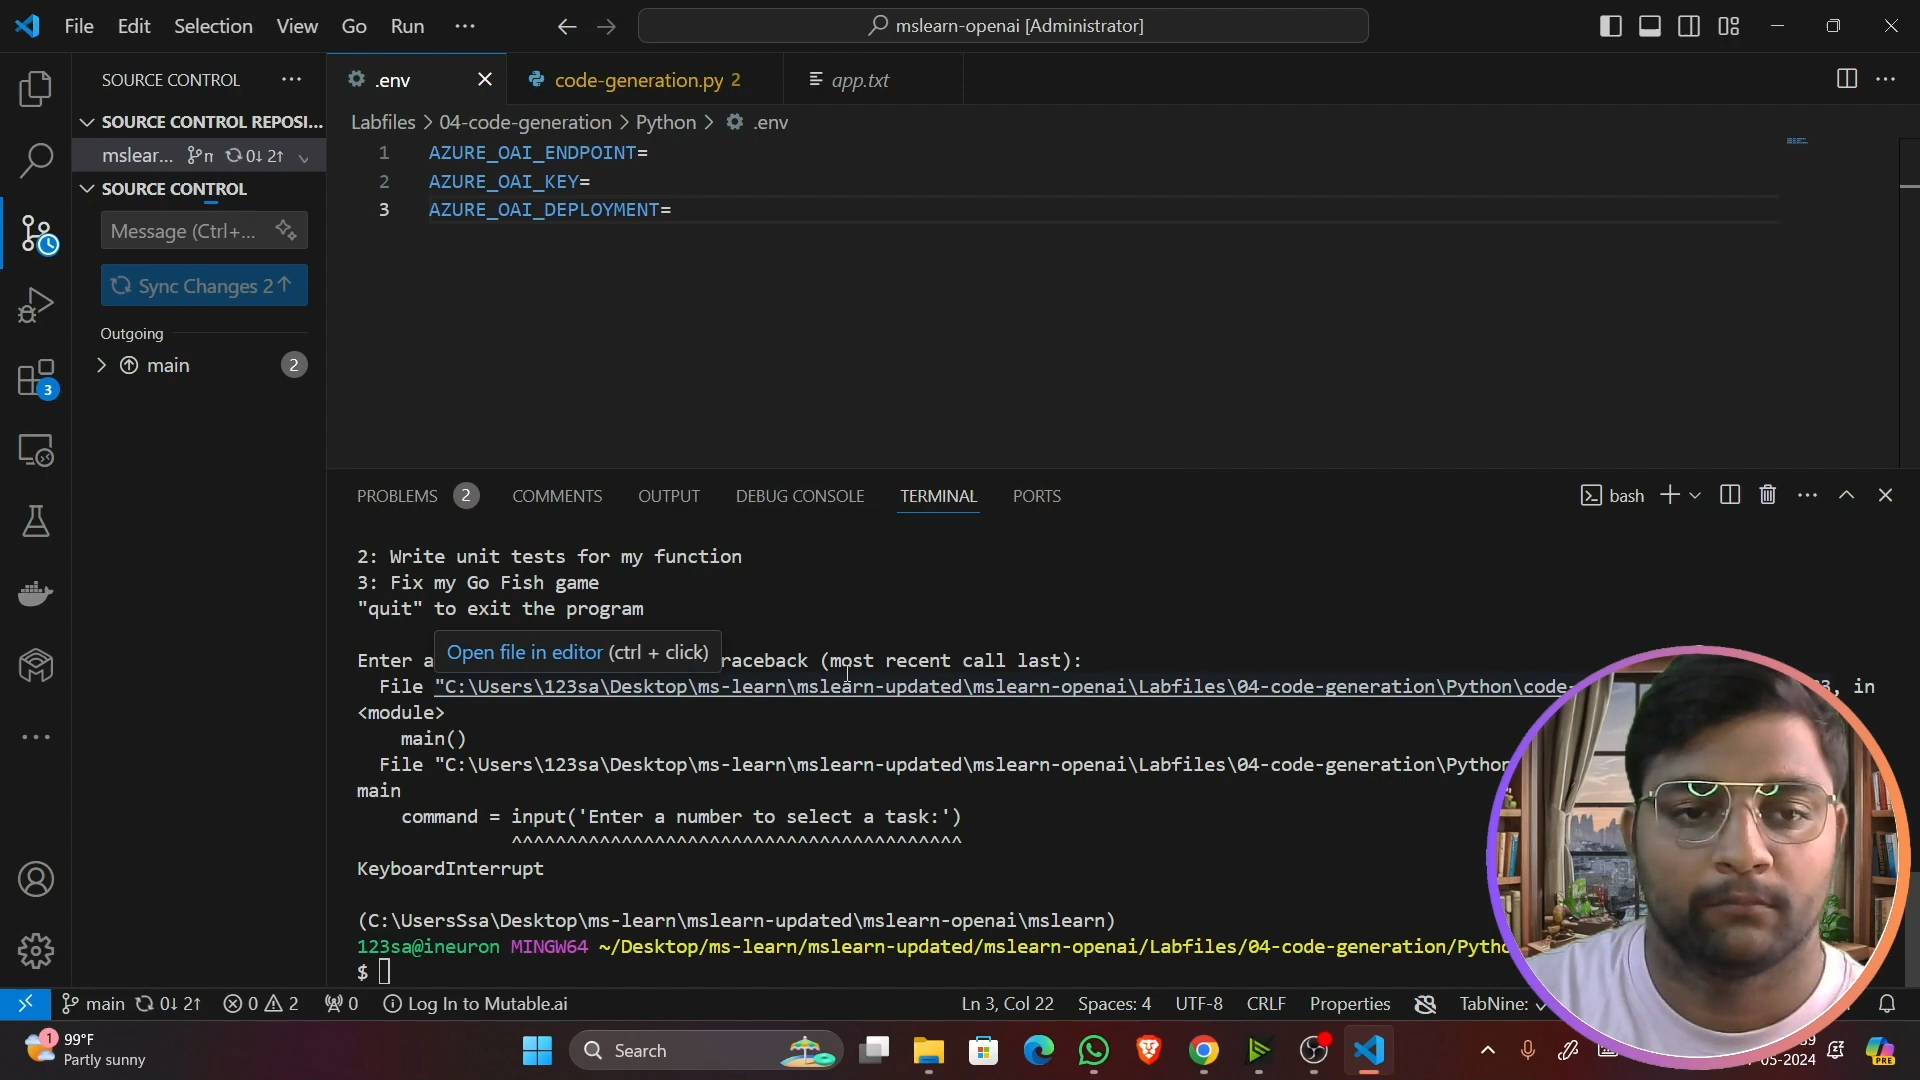 File Edit Selection View Go Run ···
mslearn-openai [Administrator]
SOURCE CONTROL ···
.env
code-generation.py 2
app.txt
SOURCE CONTROL REPOSI...
Labfiles > 04-code-generation > Python > .env
mslear... 0↓ 2↑
SOURCE CONTROL
Message (Ctrl+...
Sync Changes 2↑
Outgoing
main 2
1 AZURE_OAI_ENDPOINT=
2 AZURE_OAI_KEY=
3 AZURE_OAI_DEPLOYMENT=
3
PROBLEMS 2 COMMENTS OUTPUT DEBUG CONSOLE TERMINAL PORTS
bash
2: Write unit tests for my function
3: Fix my Go Fish game
"quit" to exit the program
Open file in editor (ctrl + click)
Enter a raceback (most recent call last):
File "C:\Users\123sa\Desktop\ms-learn\mslearn-updated\mslearn-openai\Labfiles\04-code-generation\Python\code- 3, in
<module>
main()
File "C:\Users\123sa\Desktop\ms-learn\mslearn-updated\mslearn-openai\Labfiles\04-code-generation\Python
main
command = input('Enter a number to select a task:')
^^^^^^^^^^^^^^^^^^^^^^^^^^^^^^^^^^^^^^^^^
KeyboardInterrupt
(C:\UsersSsa\Desktop\ms-learn\mslearn-updated\mslearn-openai\mslearn)
123sa@ineuron MINGW64 ~/Desktop/ms-learn/mslearn-updated/mslearn-openai/Labfiles/04-code-generation/Pytho
$
main 0↓ 2↑ 0 2 0 Log In to Mutable.ai
Ln 3, Col 22 Spaces: 4 UTF-8 CRLF Properties TabNine:
1
99°F
Partly sunny
Search
05-2024
PRE